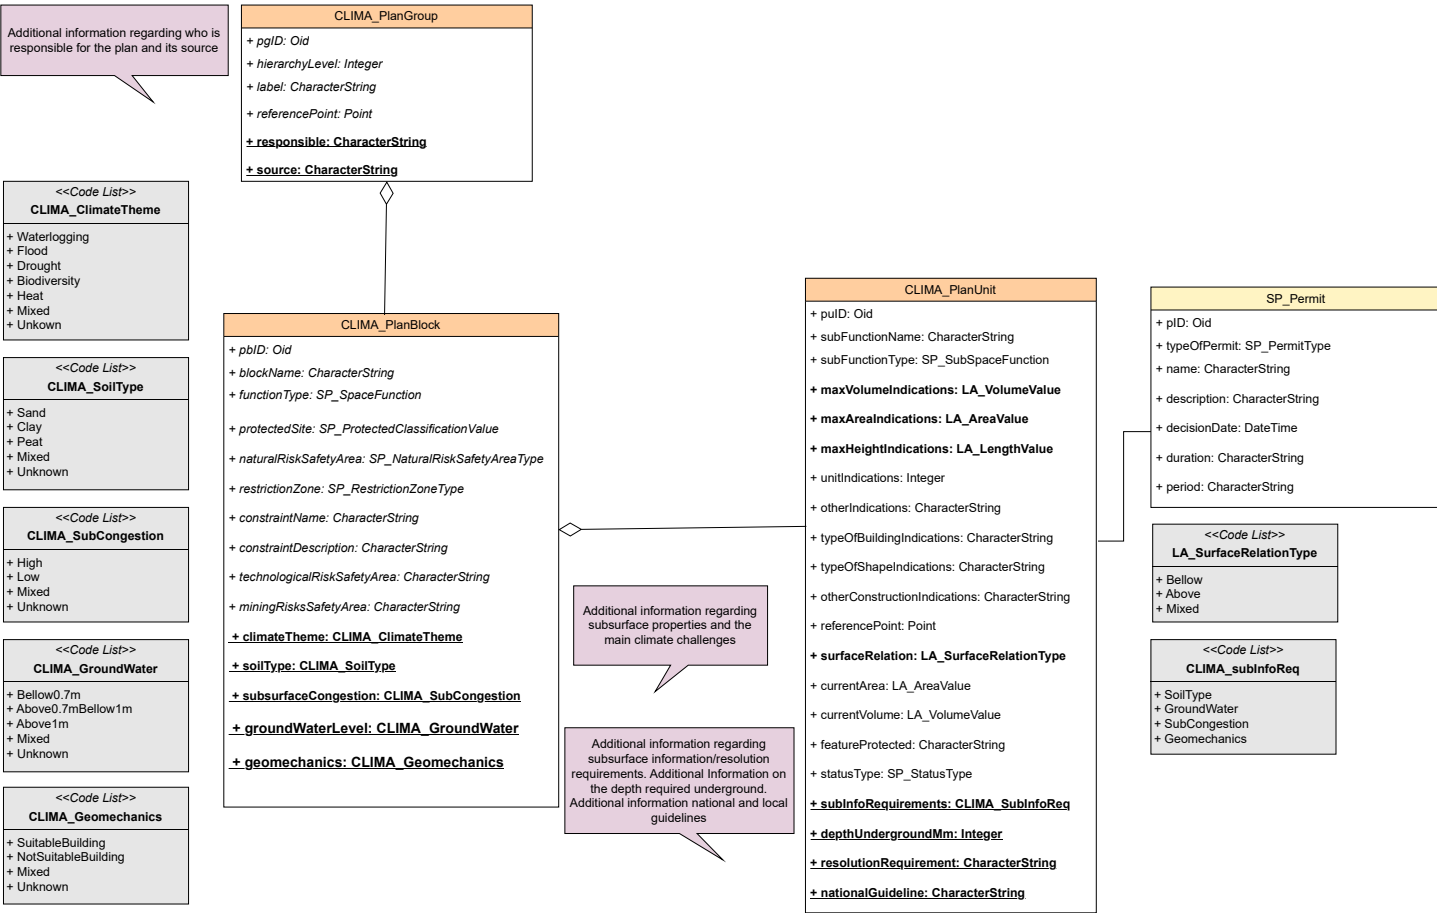 Additional information regarding who is
responsible for the plan and its source
CLIMA_PlanGroup
+ pgID: Oid
+ hierarchyLevel: Integer
+ label: CharacterString
+ referencePoint: Point
+ responsible: CharacterString
+ source: CharacterString
<<Code List>>
CLIMA_ClimateTheme
+ Waterlogging
+ Flood
+ Drought
+ Biodiversity
+ Heat
+ Mixed
+ Unkown
<<Code List>>
CLIMA_SoilType
+ Sand
+ Clay
+ Peat
+ Mixed
+ Unknown
<<Code List>>
CLIMA_SubCongestion
+ High
+ Low
+ Mixed
+ Unknown
<<Code List>>
CLIMA_GroundWater
+ Bellow0.7m
+ Above0.7mBellow1m
+ Above1m
+ Mixed
+ Unknown
<<Code List>>
CLIMA_Geomechanics
+ SuitableBuilding
+ NotSuitableBuilding
+ Mixed
+ Unknown
CLIMA_PlanBlock
+ pbID: Oid
+ blockName: CharacterString
+ functionType: SP_SpaceFunction
+ protectedSite: SP_ProtectedClassificationValue
+ naturalRiskSafetyArea: SP_NaturalRiskSafetyAreaType
+ restrictionZone: SP_RestrictionZoneType
+ constraintName: CharacterString
+ constraintDescription: CharacterString
+ technologicalRiskSafetyArea: CharacterString
+ miningRisksSafetyArea: CharacterString
+ climateTheme: CLIMA_ClimateTheme
+ soilType: CLIMA_SoilType
+ subsurfaceCongestion: CLIMA_SubCongestion
+ groundWaterLevel: CLIMA_GroundWater
+ geomechanics: CLIMA_Geomechanics
Additional information regarding
subsurface properties and the
main climate challenges
Additional information regarding
subsurface information/resolution
requirements. Additional Information on
the depth required underground.
Additional information national and local
guidelines
CLIMA_PlanUnit
+ puID: Oid
+ subFunctionName: CharacterString
+ subFunctionType: SP_SubSpaceFunction
+ maxVolumeIndications: LA_VolumeValue
+ maxAreaIndications: LA_AreaValue
+ maxHeightIndications: LA_LengthValue
+ unitIndications: Integer
+ otherIndications: CharacterString
+ typeOfBuildingIndications: CharacterString
+ typeOfShapeIndications: CharacterString
+ otherConstructionIndications: CharacterString
+ referencePoint: Point
+ surfaceRelation: LA_SurfaceRelationType
+ currentArea: LA_AreaValue
+ currentVolume: LA_VolumeValue
+ featureProtected: CharacterString
+ statusType: SP_StatusType
+ subInfoRequirements: CLIMA_SubInfoReq
+ depthUndergroundMm: Integer
+ resolutionRequirement: CharacterString
+ nationalGuideline: CharacterString
SP_Permit
+ pID: Oid
+ typeOfPermit: SP_PermitType
+ name: CharacterString
+ description: CharacterString
+ decisionDate: DateTime
+ duration: CharacterString
+ period: CharacterString
<<Code List>>
LA_SurfaceRelationType
+ Bellow
+ Above
+ Mixed
<<Code List>>
CLIMA_subInfoReq
+ SoilType
+ GroundWater
+ SubCongestion
+ Geomechanics